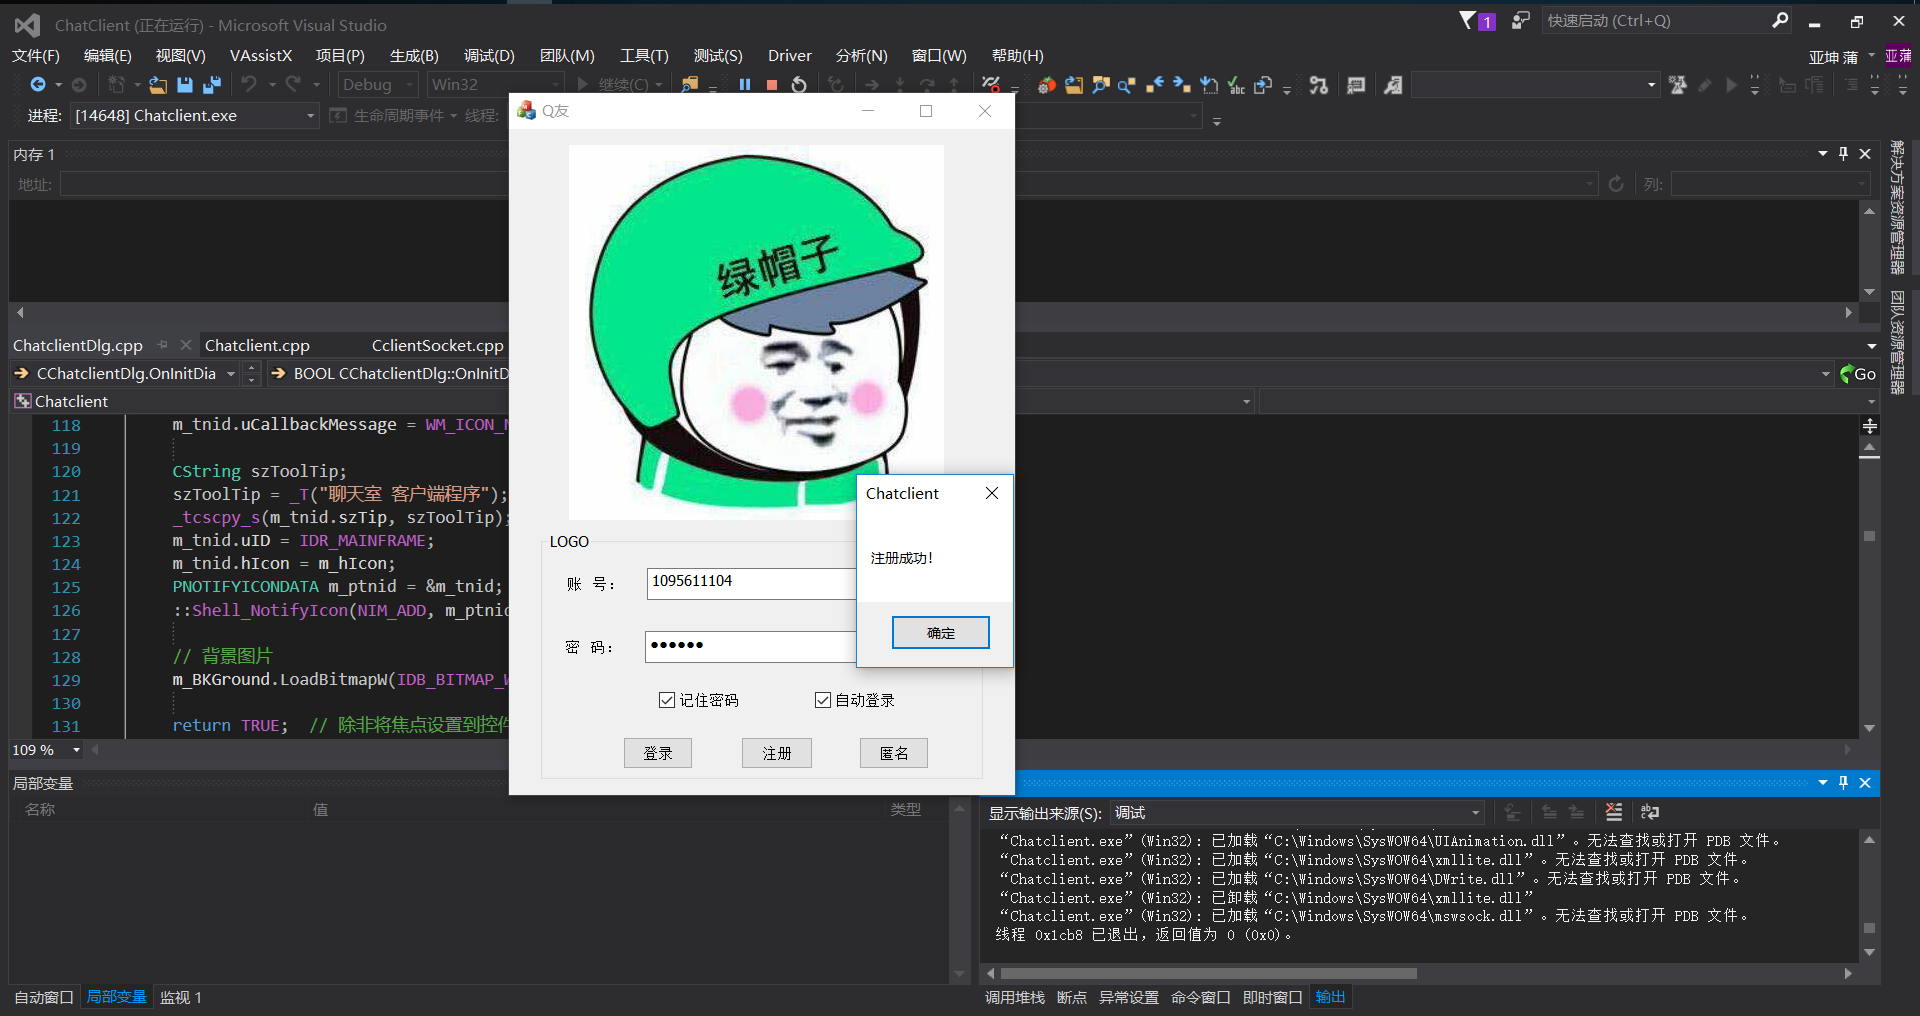 ChatClient (正在运行) - Microsoft Visual Studio
1
快速启动 (Ctrl+Q)
文件(F) 编辑(E) 视图(V) VAssistX 项目(P) 生成(B) 调试(D) 团队(M) 工具(T) 测试(S) Driver 分析(N) 窗口(W) 帮助(H)
亚坤 蒲
亚蒲
Debug Win32 继续(C)
进程: [14648] Chatclient.exe 生命周期事件 线程:
内存 1
地址:
列:
解决方案资源管理器
团队资源管理器
ChatclientDlg.cpp Chatclient.cpp CclientSocket.cpp
CChatclientDlg.OnInitDia BOOL CChatclientDlg::OnInitD
Go
Chatclient
118 m_tnid.uCallbackMessage = WM_ICON_
119
120 CString szToolTip;
121 szToolTip = _T("聊天室 客户端程序");
122 _tcscpy_s(m_tnid.szTip, szToolTip);
123 m_tnid.uID = IDR_MAINFRAME;
124 m_tnid.hIcon = m_hIcon;
125 PNOTIFYICONDATA m_ptnid = &m_tnid;
126 ::Shell_NotifyIcon(NIM_ADD, m_ptnid
127
128 // 背景图片
129 m_BKGround.LoadBitmapW(IDB_BITMAP_
130
131 return TRUE; // 除非将焦点设置到控件
109 %
Q友
绿帽子
LOGO
账 号:
1095611104
密 码:
●●●●●●
记住密码 自动登录
登录 注册 匿名
Chatclient
注册成功!
确定
局部变量
名称 值 类型
自动窗口 局部变量 监视 1
显示输出来源(S): 调试
“Chatclient.exe”(Win32): 已加载“C:\Windows\SysWOW64\UIAnimation.dll”。无法查找或打开 PDB 文件。
“Chatclient.exe”(Win32): 已加载“C:\Windows\SysWOW64\xmllite.dll”。无法查找或打开 PDB 文件。
“Chatclient.exe”(Win32): 已加载“C:\Windows\SysWOW64\DWrite.dll”。无法查找或打开 PDB 文件。
“Chatclient.exe”(Win32): 已卸载“C:\Windows\SysWOW64\xmllite.dll”
“Chatclient.exe”(Win32): 已加载“C:\Windows\SysWOW64\mswsock.dll”。无法查找或打开 PDB 文件。
线程 0x1cb8 已退出，返回值为 0 (0x0)。
调用堆栈 断点 异常设置 命令窗口 即时窗口 输出